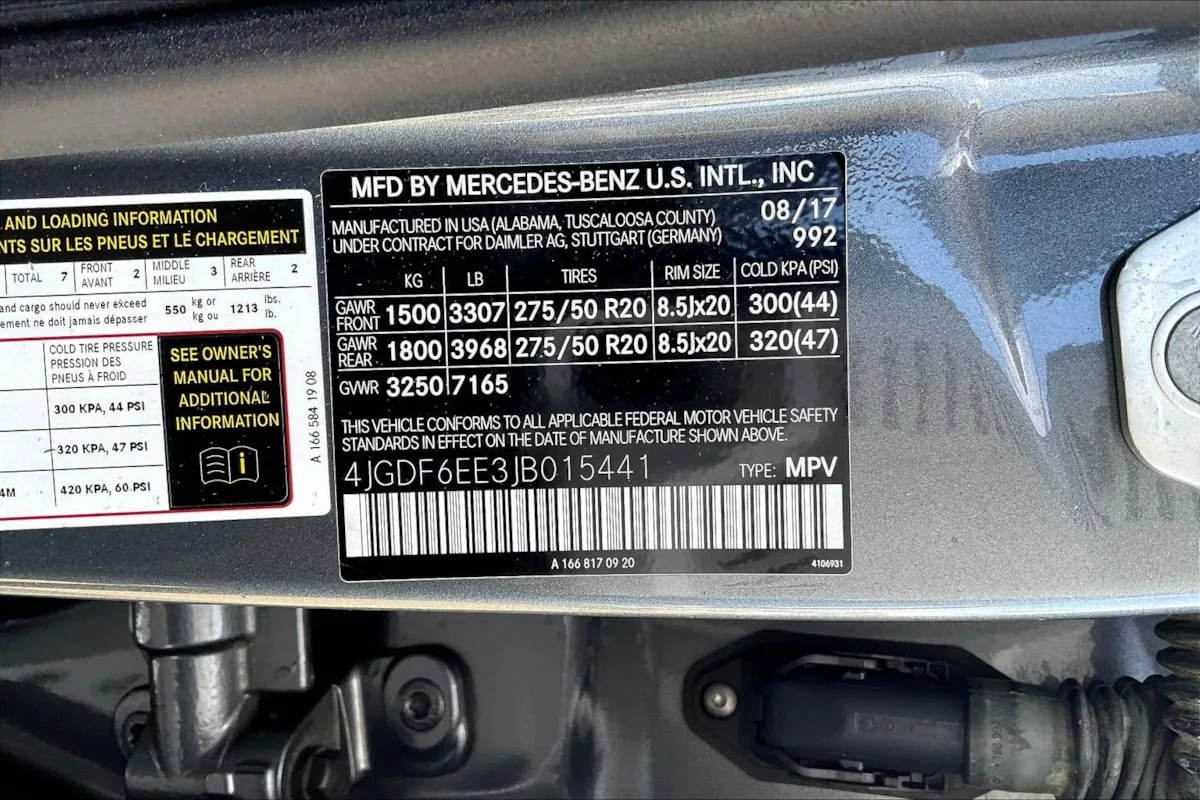 AND LOADING INFORMATION
NTS SUR LES PNEUS ET LE CHARGEMENT
TOTAL 7 FRONT AVANT 2 MIDDLE MILIEU 3 REAR ARRIÈRE 2
and cargo should never exceed
ement ne doit jamais dépasser
550 kg or kg ou 1213 lbs. lb.
COLD TIRE PRESSURE
PRESSION DES
PNEUS À FROID
300 KPA, 44 PSI
320 KPA, 47 PSI
4M 420 KPA, 60 PSI
SEE OWNER'S
MANUAL FOR
ADDITIONAL
INFORMATION
i
A 166 584 19 08
MFD BY MERCEDES-BENZ U.S. INTL., INC
MANUFACTURED IN USA (ALABAMA, TUSCALOOSA COUNTY) 08/17
UNDER CONTRACT FOR DAIMLER AG, STUTTGART (GERMANY) 992
- KG LB TIRES RIM SIZE COLD KPA (PSI)
GAWR FRONT 1500 3307 275/50 R20 8.5Jx20 300(44)
GAWR REAR 1800 3968 275/50 R20 8.5Jx20 320(47)
GVWR 3250 7165
THIS VEHICLE CONFORMS TO ALL APPLICABLE FEDERAL MOTOR VEHICLE SAFETY
STANDARDS IN EFFECT ON THE DATE OF MANUFACTURE SHOWN ABOVE.
4JGDF6EE3JB015441 TYPE: MPV
A 166 817 09 20
4106931